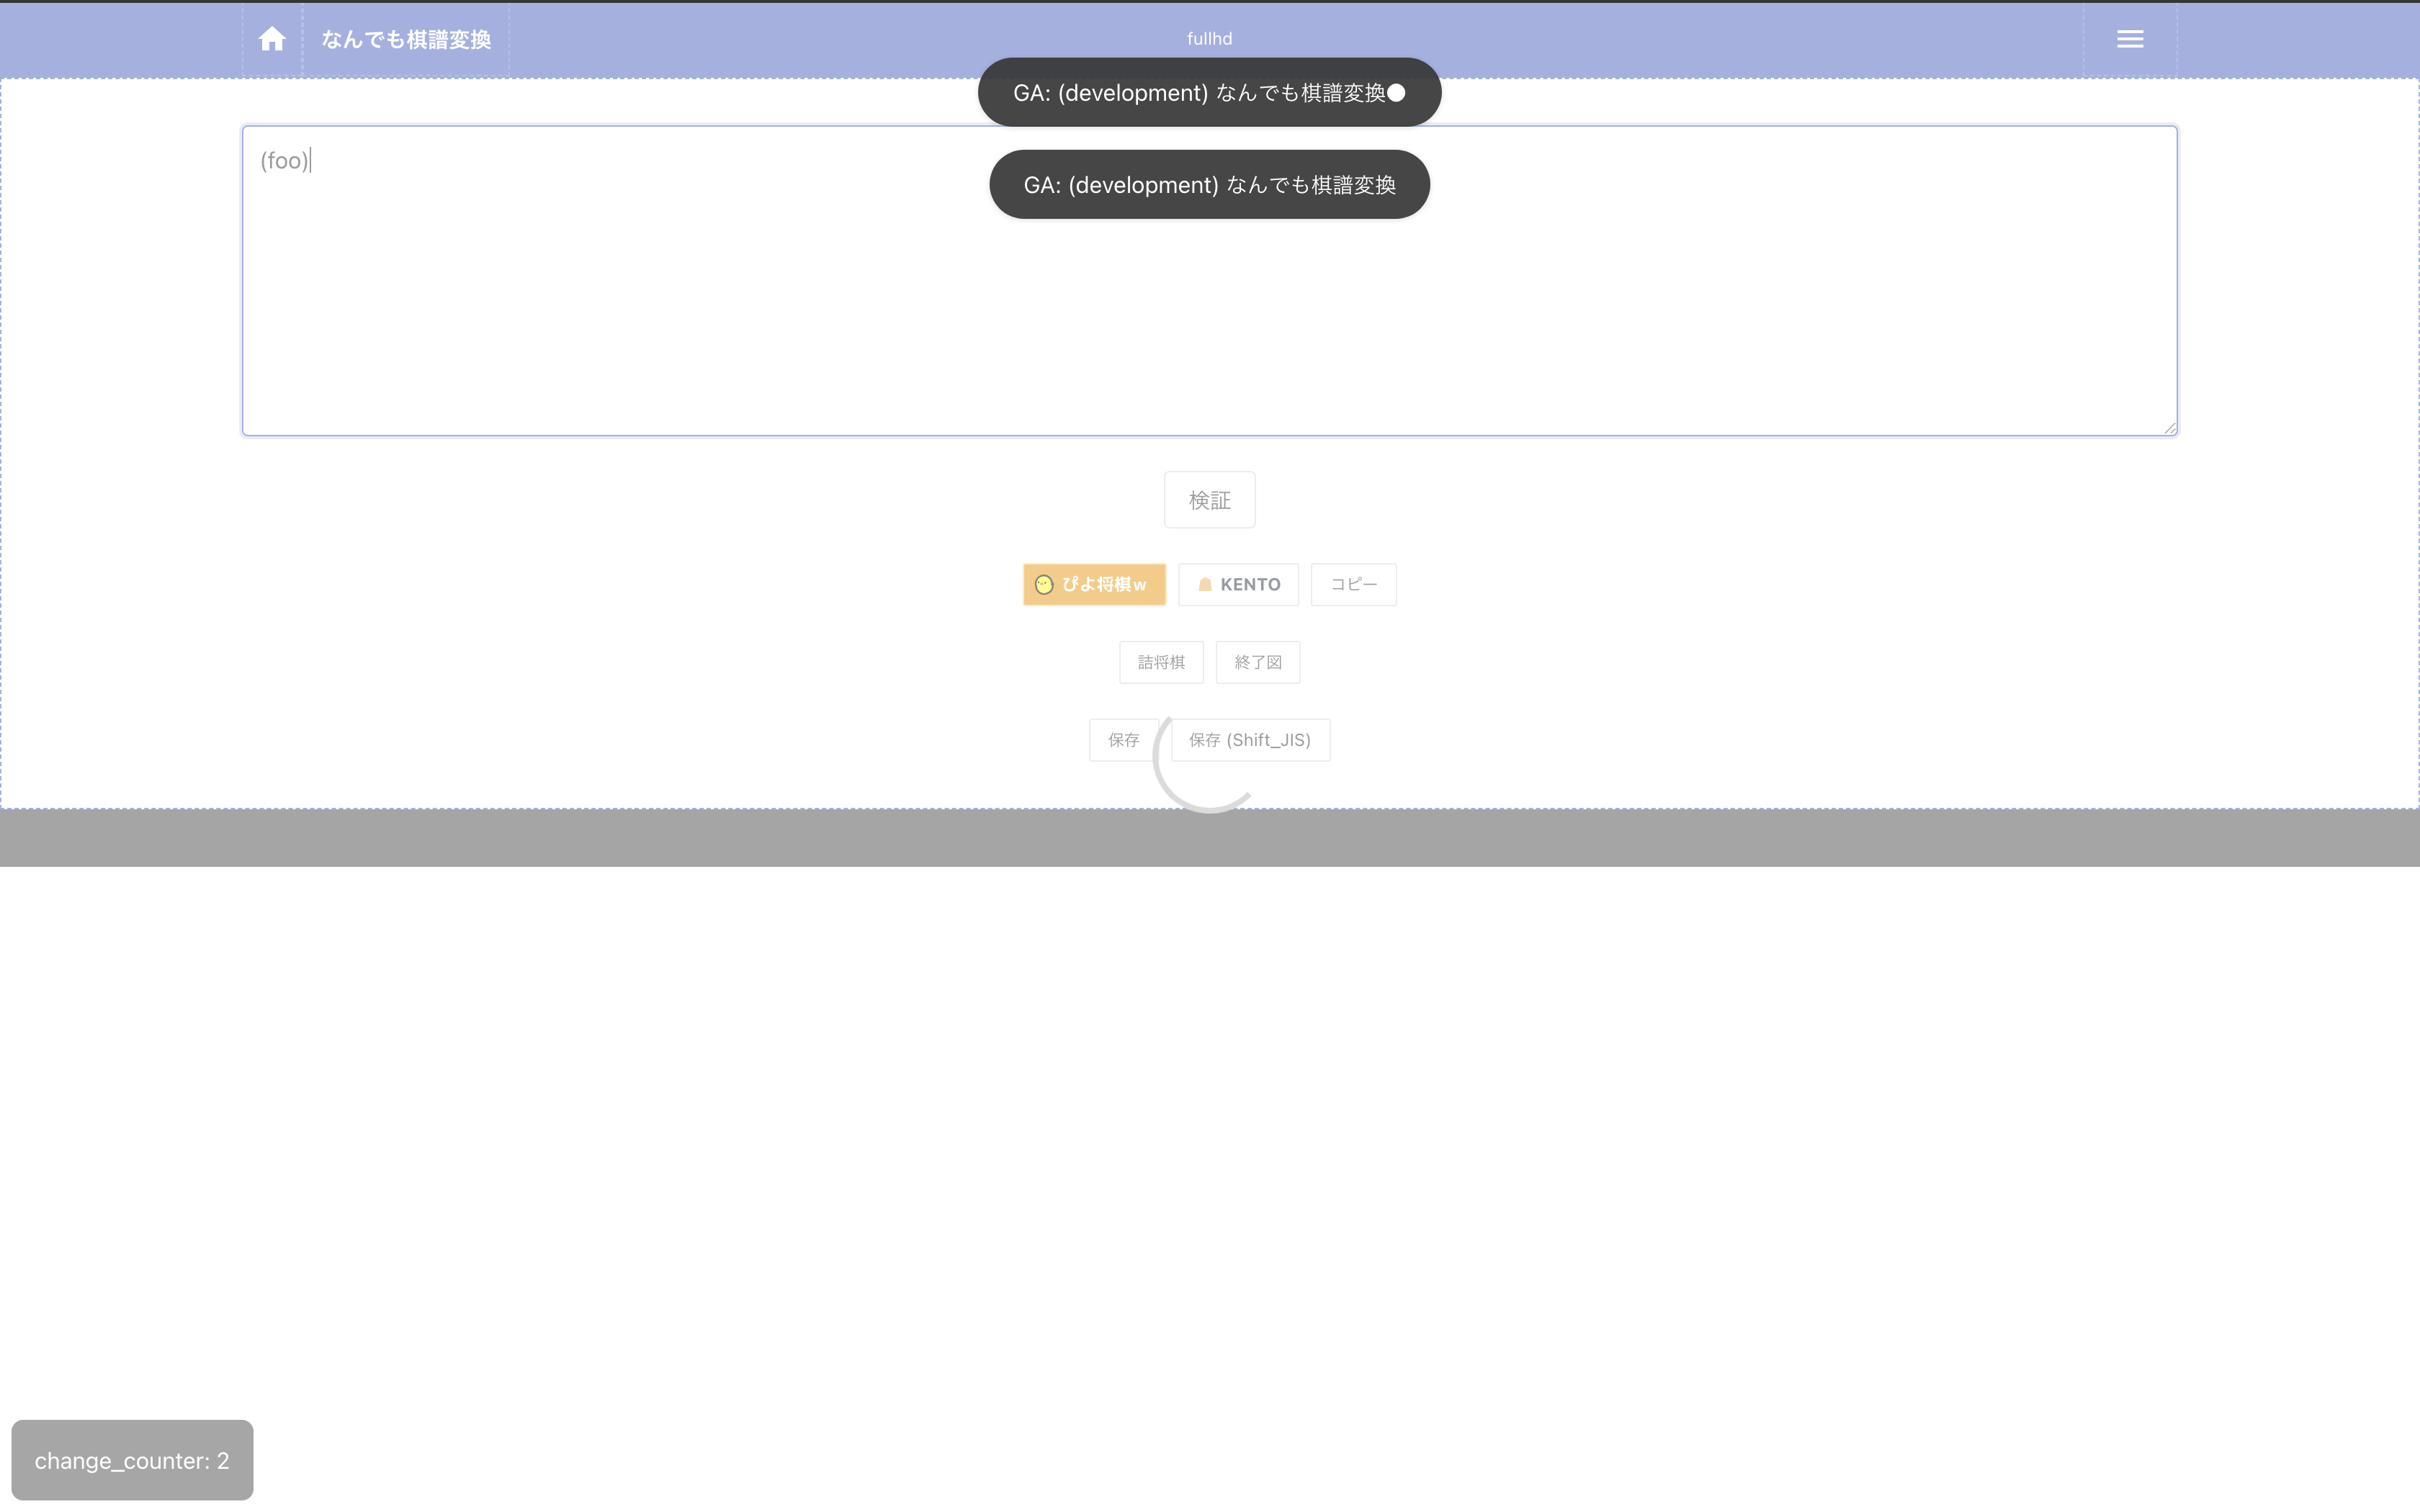 なんでも棋譜変換
fullhd
GA: (development) なんでも棋譜変換●
GA: (development) なんでも棋譜変換
(foo)
検証
ぴよ将棋w
KENTO
コピー
詰将棋
終了図
保存
保存 (Shift_JIS)
change_counter: 2